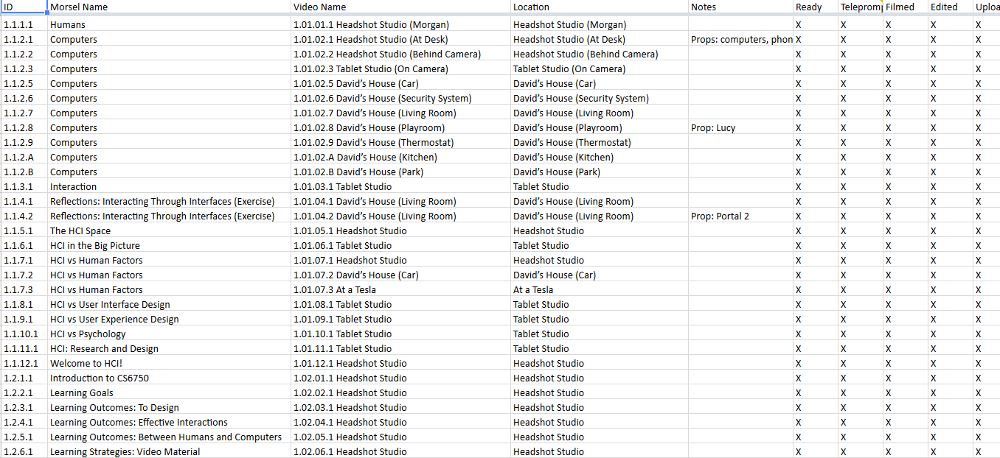 ID Morsel Name Video Name Location Notes Ready Teleprom Filmed Edited Uploa
1.1.1.1 Humans 1.01.01.1 Headshot Studio (Morgan) Headshot Studio (Morgan) X X X X X
1.1.2.1 Computers 1.01.02.1 Headshot Studio (At Desk) Headshot Studio (At Desk) Props: computers, phon X X X X X
1.1.2.2 Computers 1.01.02.2 Headshot Studio (Behind Camera) Headshot Studio (Behind Camera) X X X X X
1.1.2.3 Computers 1.01.02.3 Tablet Studio (On Camera) Tablet Studio (On Camera) X X X X X
1.1.2.5 Computers 1.01.02.5 David’s House (Car) David’s House (Car) X X X X X
1.1.2.6 Computers 1.01.02.6 David’s House (Security System) David’s House (Security System) X X X X X
1.1.2.7 Computers 1.01.02.7 David’s House (Living Room) David’s House (Living Room) X X X X X
1.1.2.8 Computers 1.01.02.8 David’s House (Playroom) David’s House (Playroom) Prop: Lucy X X X X X
1.1.2.9 Computers 1.01.02.9 David’s House (Thermostat) David’s House (Thermostat) X X X X X
1.1.2.A Computers 1.01.02.A David’s House (Kitchen) David’s House (Kitchen) X X X X X
1.1.2.B Computers 1.01.02.B David’s House (Park) David’s House (Park) X X X X X
1.1.3.1 Interaction 1.01.03.1 Tablet Studio Tablet Studio X X X X X
1.1.4.1 Reflections: Interacting Through Interfaces (Exercise) 1.01.04.1 David’s House (Living Room) David’s House (Living Room) X X X X X
1.1.4.2 Reflections: Interacting Through Interfaces (Exercise) 1.01.04.2 David’s House (Living Room) David’s House (Living Room) Prop: Portal 2 X X X X X
1.1.5.1 The HCI Space 1.01.05.1 Headshot Studio Headshot Studio X X X X X
1.1.6.1 HCI in the Big Picture 1.01.06.1 Tablet Studio Tablet Studio X X X X X
1.1.7.1 HCI vs Human Factors 1.01.07.1 Headshot Studio Headshot Studio X X X X X
1.1.7.2 HCI vs Human Factors 1.01.07.2 David’s House (Car) David’s House (Car) X X X X X
1.1.7.3 HCI vs Human Factors 1.01.07.3 At a Tesla At a Tesla X X X X X
1.1.8.1 HCI vs User Interface Design 1.01.08.1 Tablet Studio Tablet Studio X X X X X
1.1.9.1 HCI vs User Experience Design 1.01.09.1 Tablet Studio Tablet Studio X X X X X
1.1.10.1 HCI vs Psychology 1.01.10.1 Tablet Studio Tablet Studio X X X X X
1.1.11.1 HCI: Research and Design 1.01.11.1 Tablet Studio Tablet Studio X X X X X
1.1.12.1 Welcome to HCI! 1.01.12.1 Headshot Studio Headshot Studio X X X X X
1.2.1.1 Introduction to CS6750 1.02.01.1 Headshot Studio Headshot Studio X X X X X
1.2.2.1 Learning Goals 1.02.02.1 Headshot Studio Headshot Studio X X X X X
1.2.3.1 Learning Outcomes: To Design 1.02.03.1 Headshot Studio Headshot Studio X X X X X
1.2.4.1 Learning Outcomes: Effective Interactions 1.02.04.1 Headshot Studio Headshot Studio X X X X X
1.2.5.1 Learning Outcomes: Between Humans and Computers 1.02.05.1 Headshot Studio Headshot Studio X X X X X
1.2.6.1 Learning Strategies: Video Material 1.02.06.1 Headshot Studio Headshot Studio X X X X X